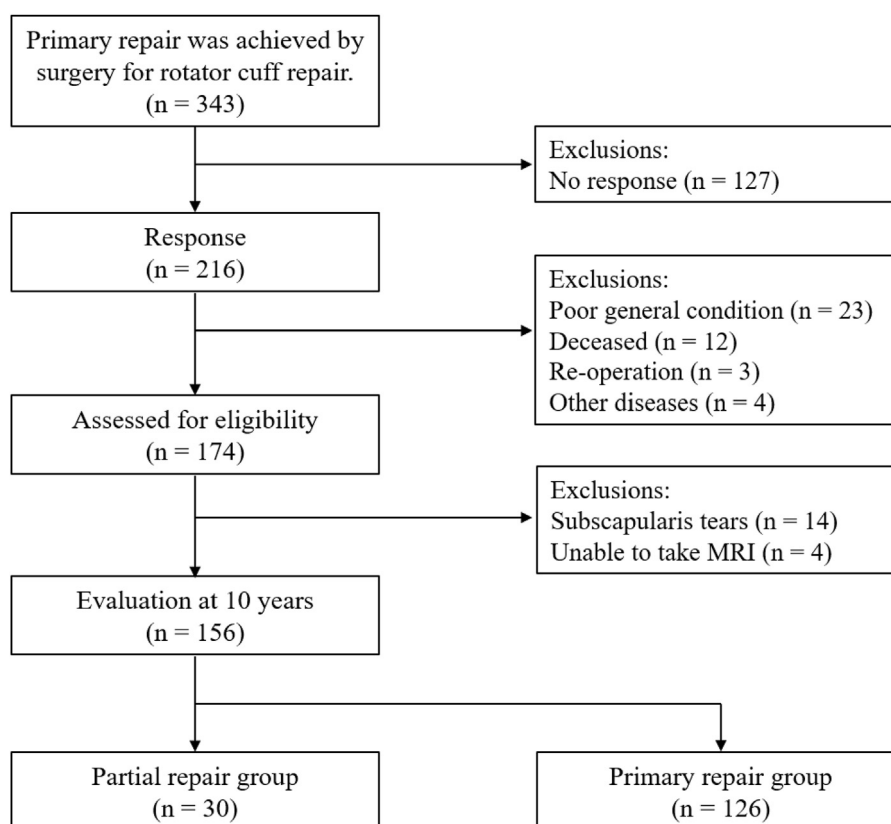 Primary repair was achieved by
surgery for rotator cuff repair.
(n = 343)
Exclusions:
No response (n = 127)
Response
(n = 216)
Exclusions:
Poor general condition (n = 23)
Deceased (n = 12)
Re-operation (n = 3)
Other diseases (n = 4)
Assessed for eligibility
(n = 174)
Exclusions:
Subscapularis tears (n = 14)
Unable to take MRI (n = 4)
Evaluation at 10 years
(n = 156)
Partial repair group
(n = 30)
Primary repair group
(n = 126)